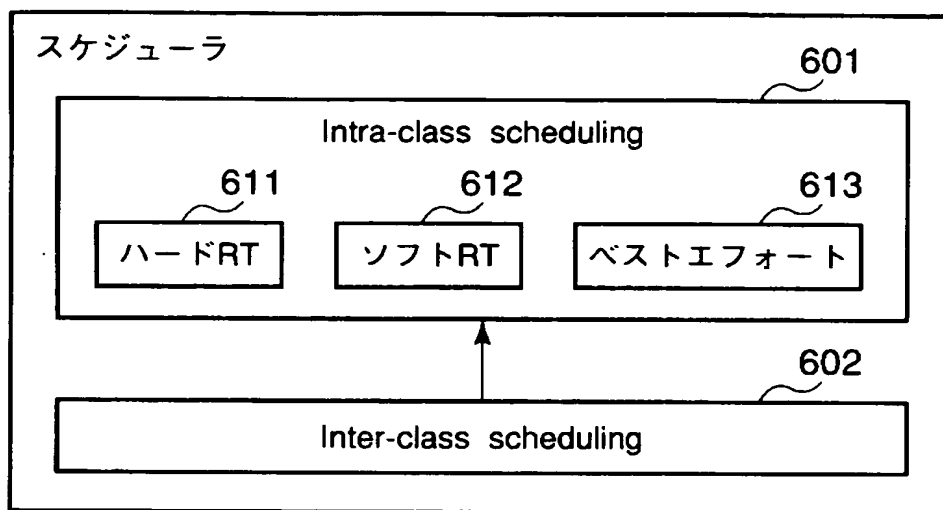 スケジューラ
601
Intra-class scheduling
611 612 613
ハードRT ソフトRT ベストエフォート
602
Inter-class scheduling